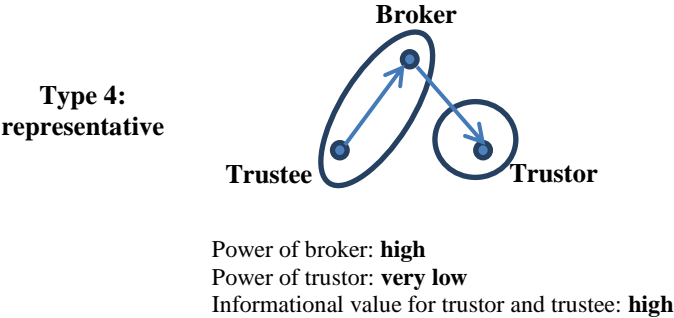 Broker
Type 4:
representative
Trustee
Trustor
Power of broker: high
Power of trustor: very low
Informational value for trustor and trustee: high